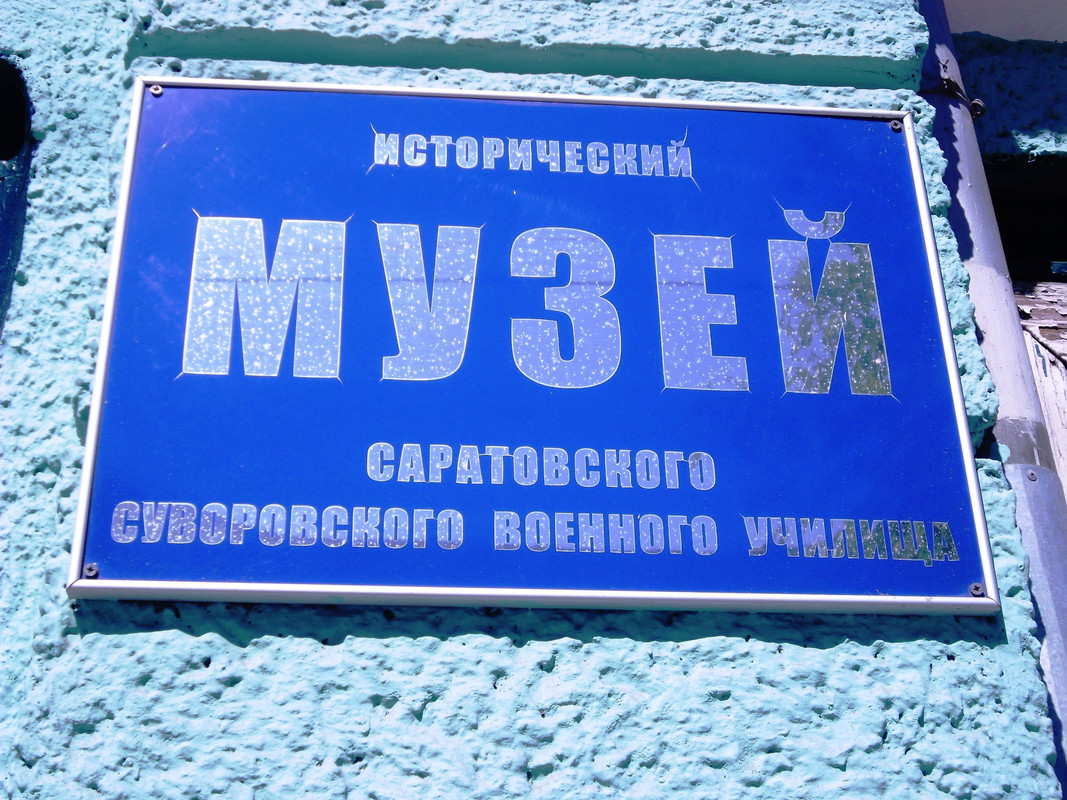 ИСТОРИЧЕСКИЙ
МУЗЕЙ
САРАТОВСКОГО
СУВОРОВСКОГО ВОЕННОГО УЧИЛИЩА